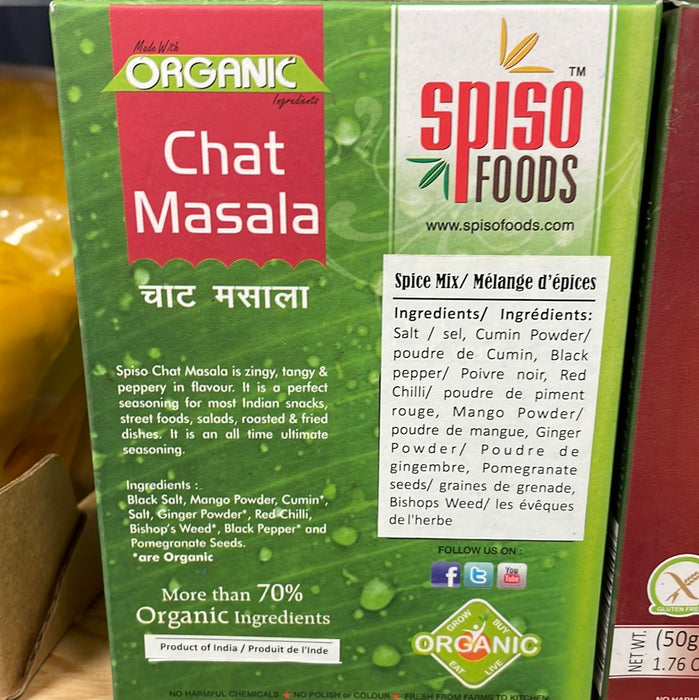 Made With
ORGANIC
Ingredients
Chat
Masala
चाट मसाला
Spiso Chat Masala is zingy, tangy &
peppery in flavour. It is a perfect
seasoning for most Indian snacks,
street foods, salads, roasted & fried
dishes. It is an all time ultimate
seasoning.
Ingredients :
Black Salt, Mango Powder, Cumin*,
Salt, Ginger Powder*, Red Chilli,
Bishop's Weed*, Black Pepper* and
Pomegranate Seeds.
*are Organic
More than 70%
Organic Ingredients
Product of India / Produit de l'Inde
SPISO TM
FOODS
www.spisofoods.com
Spice Mix/ Mélange d'épices
Ingredients/ Ingrédients:
Salt / sel, Cumin Powder/
poudre de Cumin, Black
pepper/ Poivre noir, Red
Chilli/ poudre de piment
rouge, Mango Powder/
poudre de mangue, Ginger
Powder/ Poudre de
gingembre, Pomegranate
seeds/ graines de grenade,
Bishops Weed/ les évêques
de l'herbe
FOLLOW US ON :
f t You Tube
GROW BUY
ORGANIC
EAT LIVE
NO HARMFUL CHEMICALS ★ NO POLISH or COLOUR ★ FRESH FROM FARMS TO KITCHEN
GLUTEN FRE
NET WT. (50g
1.76 O